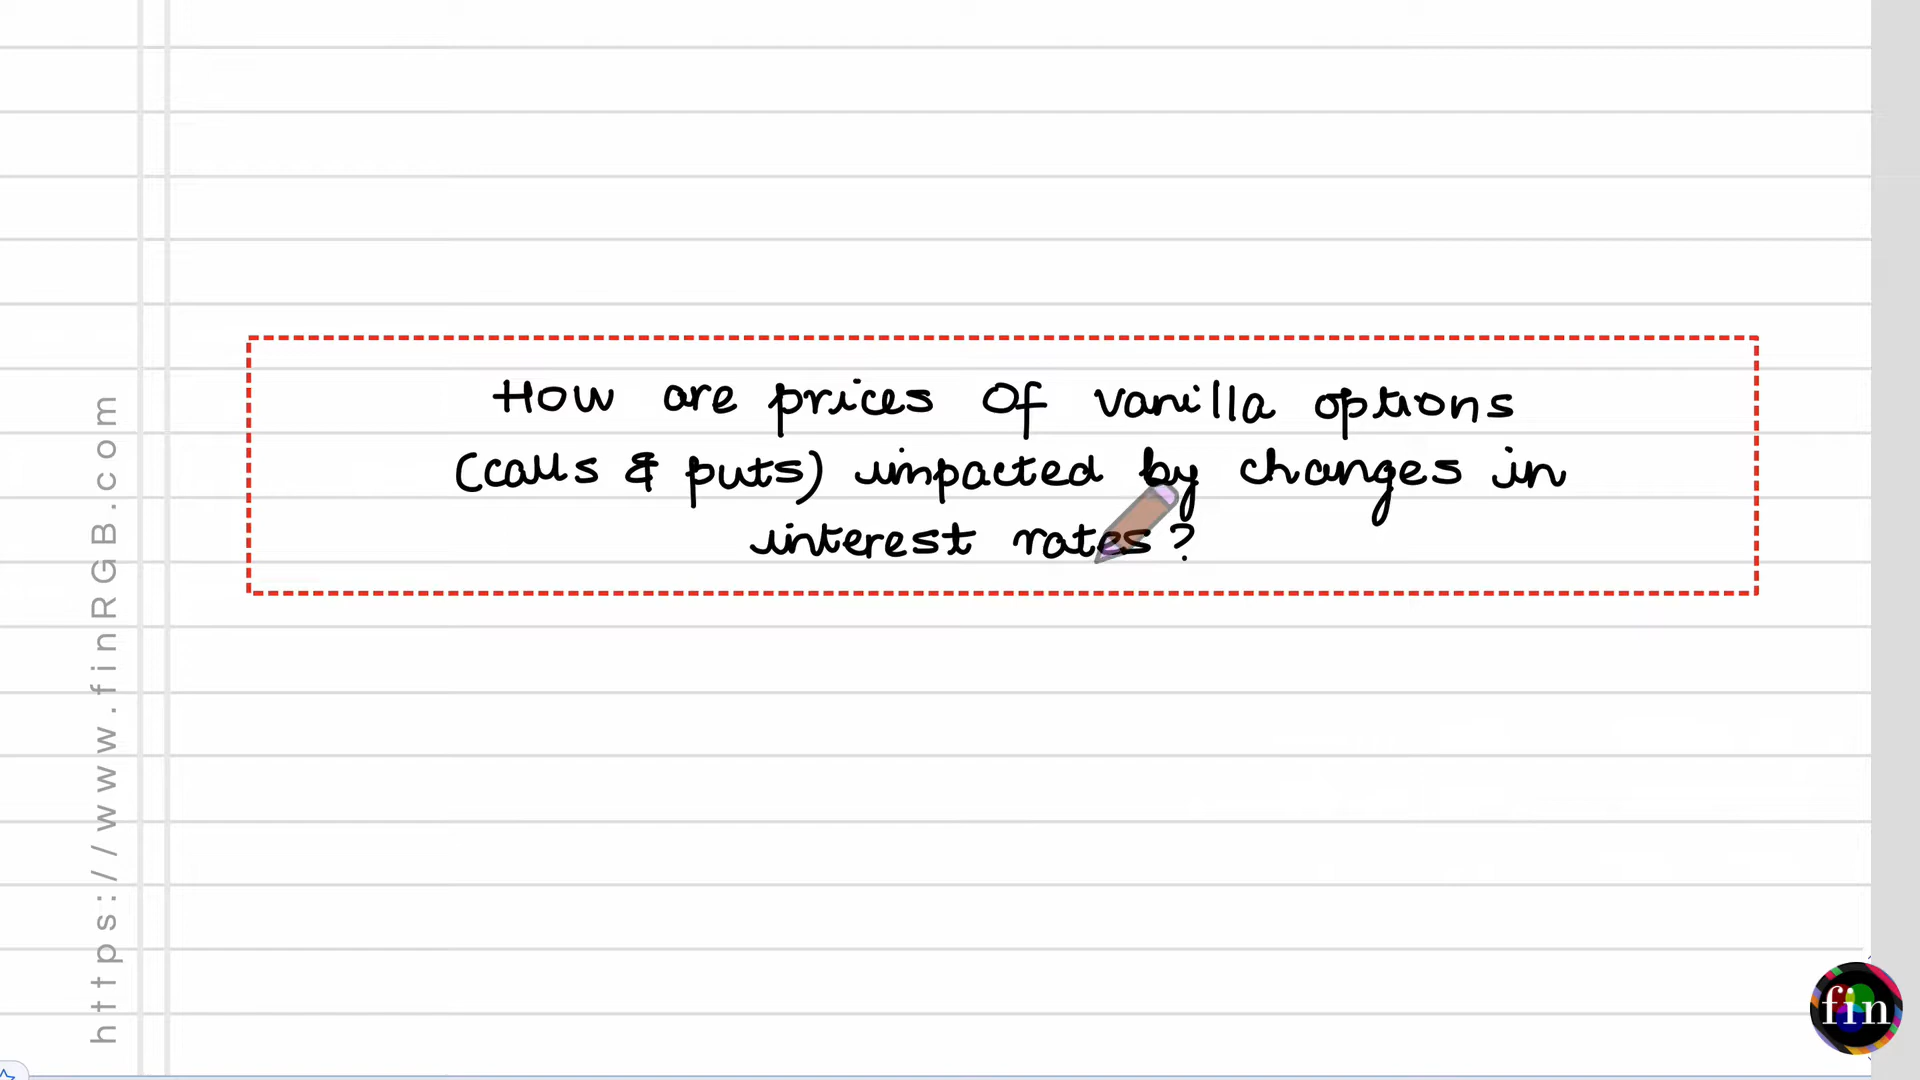 How are prices of vanilla options
(calls & puts) impacted by changes in
interest rates?
https://www.finRGB.com
fin